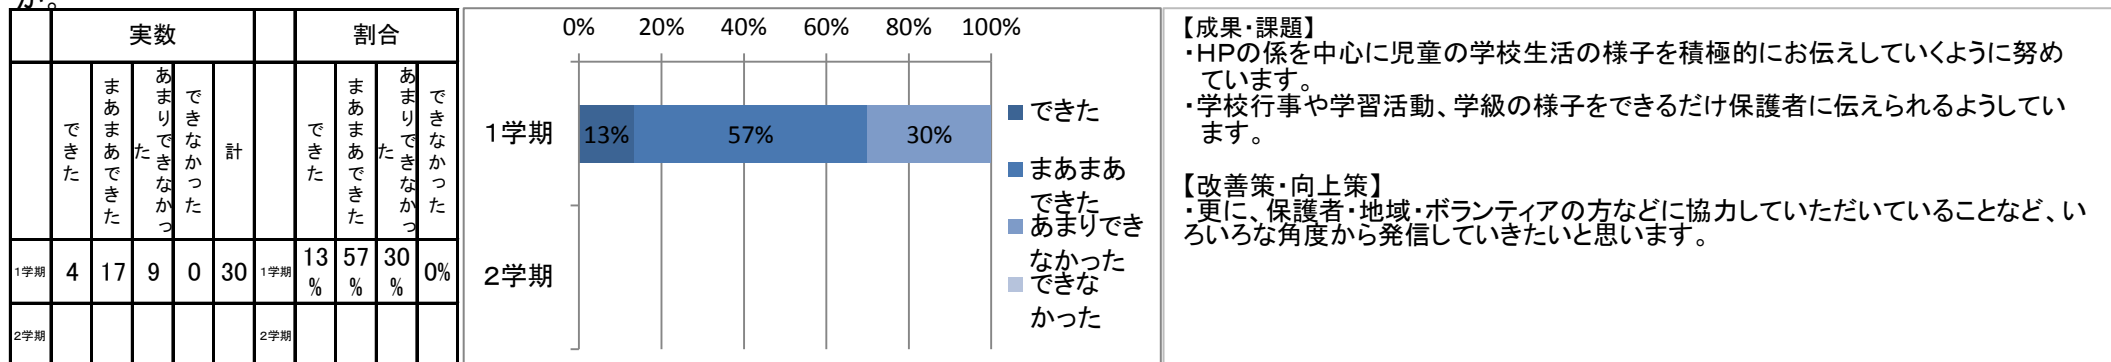 か。
実数 割合
できた まあまあできた あまりできなかった できなかった 計 できた まあまあできた あまりできなかった できなかった
1学期 4 17 9 0 30 1学期 13% 57% 30% 0%
2学期 2学期
0% 20% 40% 60% 80% 100%
1学期 13% 57% 30%
2学期
できた
まあまあ
できた
あまりでき
なかった
できな
かった
【成果・課題】
・HPの係を中心に児童の学校生活の様子を積極的にお伝えしていくように努め
ています。
・学校行事や学習活動、学級の様子をできるだけ保護者に伝えられるようしてい
ます。
【改善策・向上策】
・更に、保護者・地域・ボランティアの方などに協力していただいていることなど、い
ろいろな角度から発信していきたいと思います。